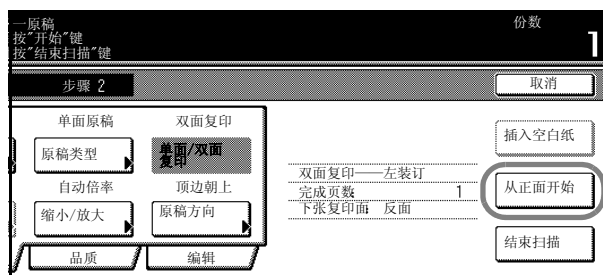 一原稿
按"开始"键
按"结束扫描"键
份数
1
步骤 2
取消
单面原稿
双面复印
原稿类型
单面/双面
复印
自动倍率
顶边朝上
缩小/放大
原稿方向
品质
编辑
双面复印——左装订
完成页数 1
下张复印面 反面
插入空白纸
从正面开始
结束扫描